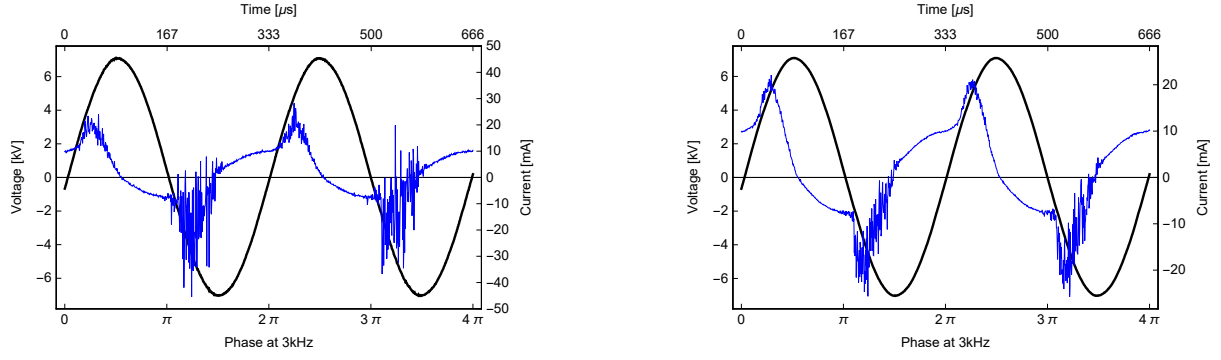 Time [μs]
0 167 333 500 666
Voltage [kV]
6
4
2
0
−2
−4
−6
50
40
30
20
10
0
−10
−20
−30
−40
−50
Current [mA]
0 π 2 π 3 π 4 π
Phase at 3kHz
Time [μs]
0 167 333 500 666
Voltage [kV]
6
4
2
0
−2
−4
−6
20
10
0
−10
−20
Current [mA]
0 π 2 π 3 π 4 π
Phase at 3kHz